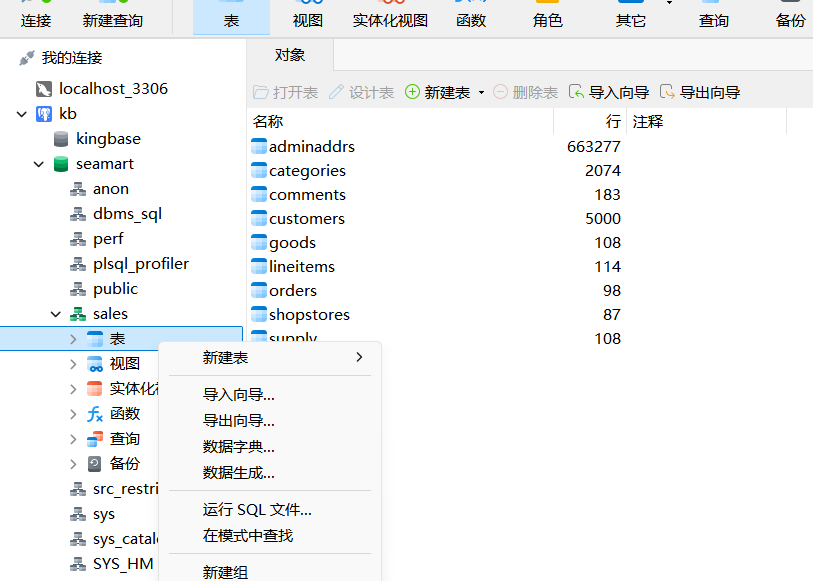 连接 新建查询 表 视图 实体化视图 函数 角色 其它 查询 备份
我的连接 对象
打开表 设计表 新建表 删除表 导入向导 导出向导
名称 行 注释
localhost_3306
kb
kingbase
seamart
anon
dbms_sql
perf
plsql_profiler
public
sales
表
视图
实体化视
函数
查询
备份
src_restri
sys
sys_catal
SYS_HM
adminaddrs 663277
categories 2074
comments 183
customers 5000
goods 108
lineitems 114
orders 98
shopstores 87
supply 108
新建表
导入向导...
导出向导...
数据字典...
数据生成...
运行 SQL 文件...
在模式中查找
新建组